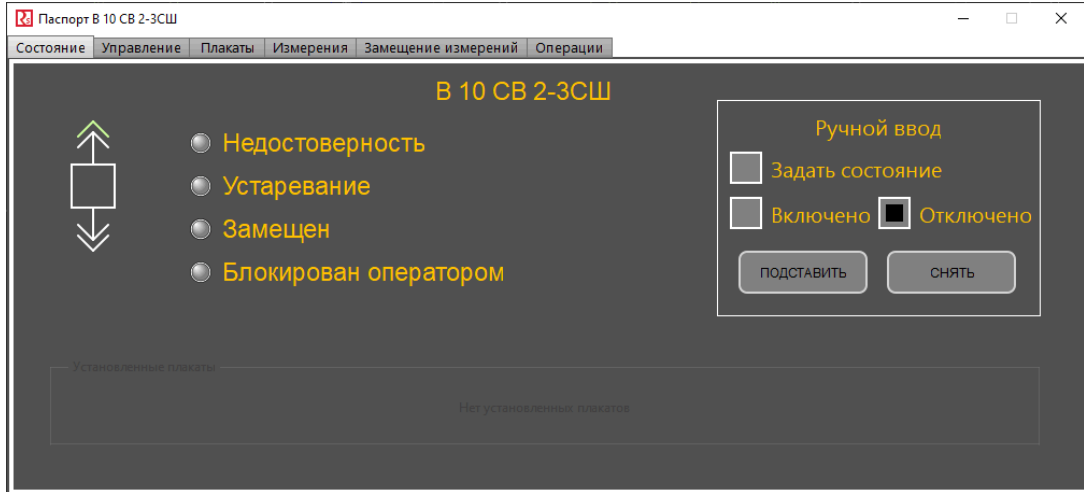 Паспорт В 10 СВ 2-3СШ
Состояние Управление Плакаты Измерения Замещение измерений Операции
В 10 СВ 2-3СШ
Недостоверность
Устаревание
Замещен
Блокирован оператором
Ручной ввод
Задать состояние
Включено Отключено
ПОДСТАВИТЬ СНЯТЬ
Установленные плакаты
Нет установленных плакатов